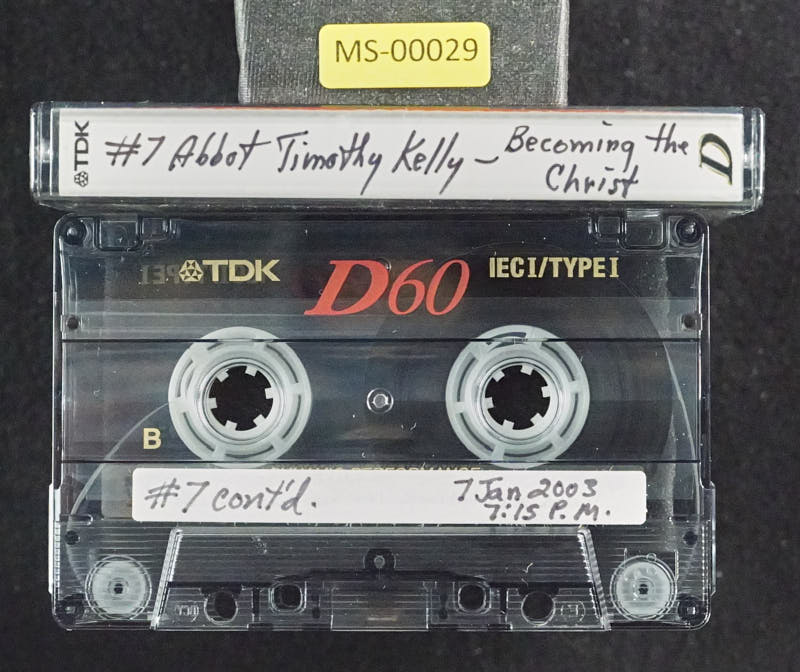 MS-00029
TDK
#7 Abbot Timothy Kelly – Becoming the
Christ
D
TDK
D60
IEC I/TYPE I
B
#7 cont'd.
7 Jan 2003
7:15 P.M.